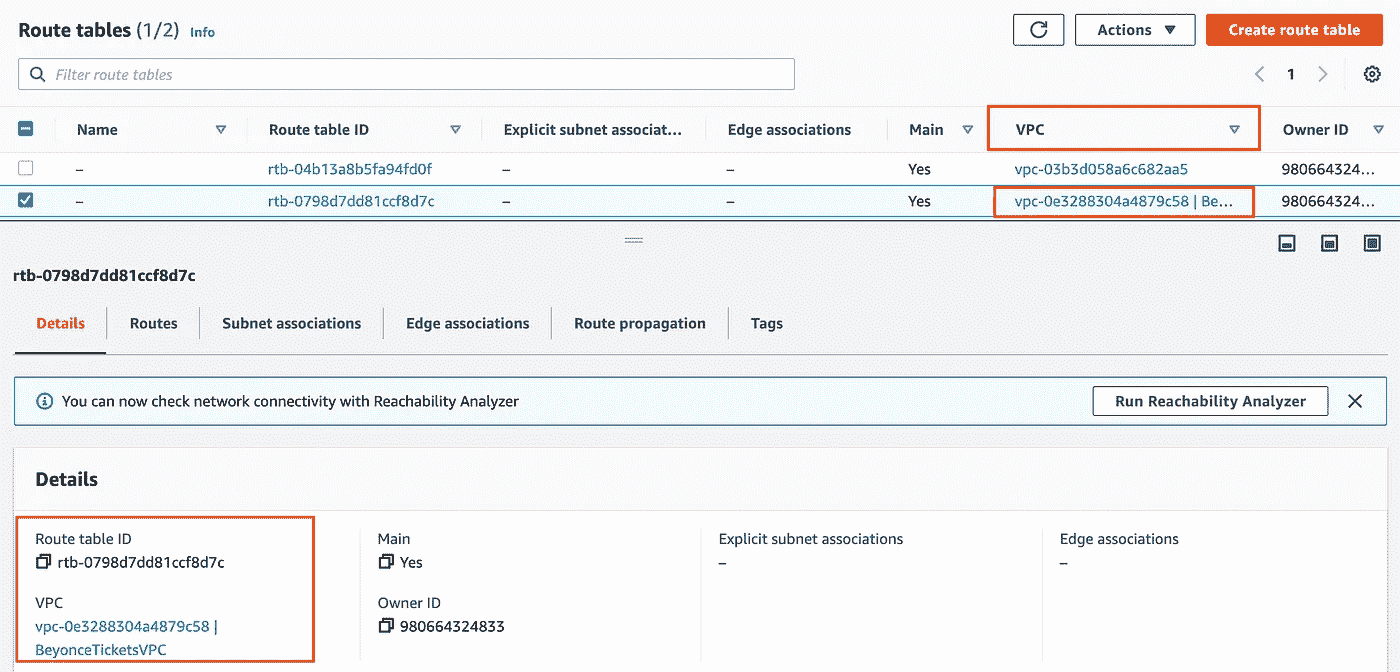 Route tables (1/2) Info
Actions ▼ Create route table
Filter route tables
1
Name Route table ID Explicit subnet associat... Edge associations Main VPC Owner ID
– rtb-04b13a8b5fa94fd0f – – Yes vpc-03b3d058a6c682aa5 980664324...
– rtb-0798d7dd81ccf8d7c – – Yes vpc-0e3288304a4879c58 | Be... 980664324...
rtb-0798d7dd81ccf8d7c
Details Routes Subnet associations Edge associations Route propagation Tags
You can now check network connectivity with Reachability Analyzer Run Reachability Analyzer
Details
Route table ID Main Explicit subnet associations Edge associations
rtb-0798d7dd81ccf8d7c Yes – –
VPC Owner ID
vpc-0e3288304a4879c58 | 980664324833
BeyonceTicketsVPC